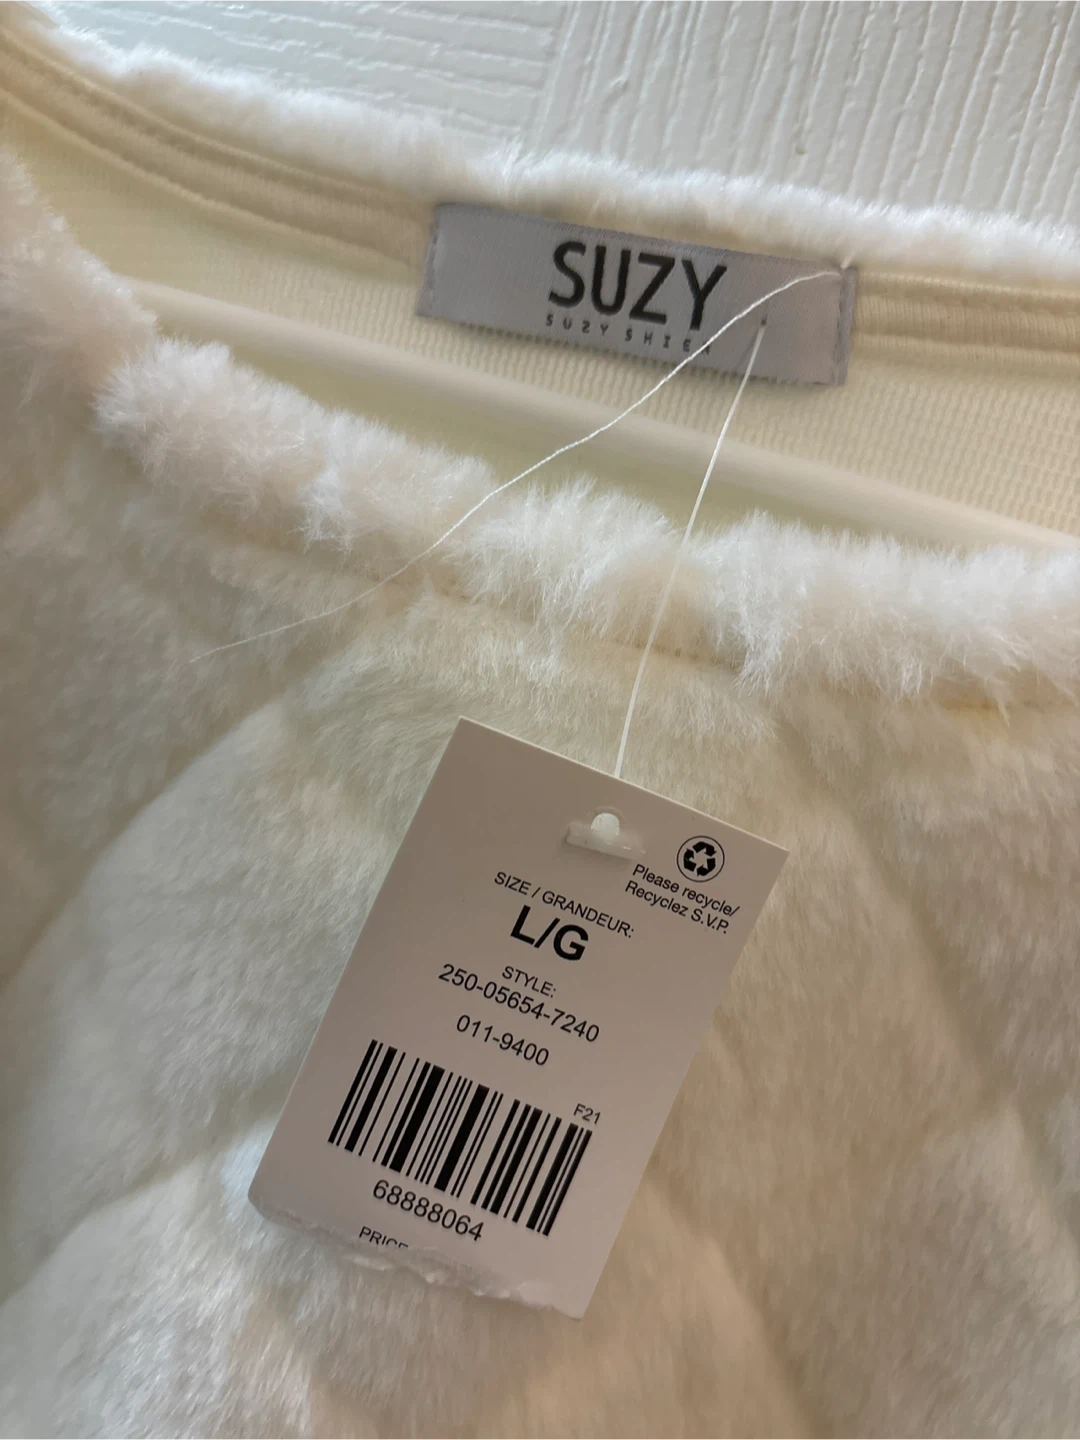 SUZY
SUZY SHIER
Please recycle/
Recyclez S.V.P.
SIZE / GRANDEUR:
L/G
STYLE:
250-05654-7240
011-9400
F21
68888064